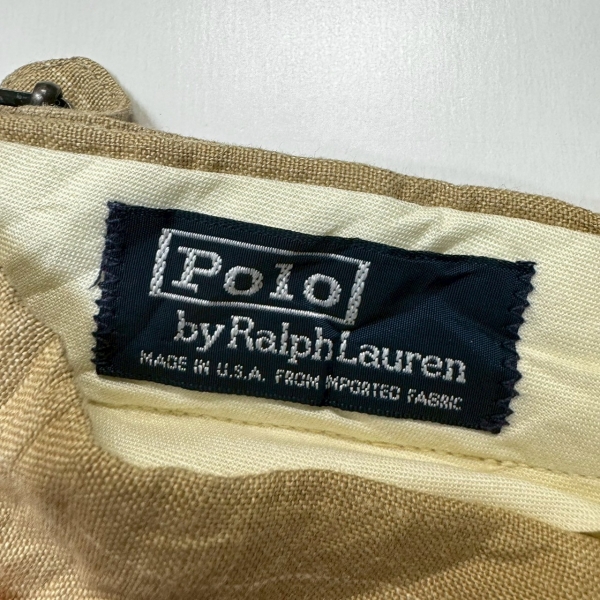 Polo
by Ralph Lauren
MADE IN U.S.A. FROM IMPORTED FABRIC